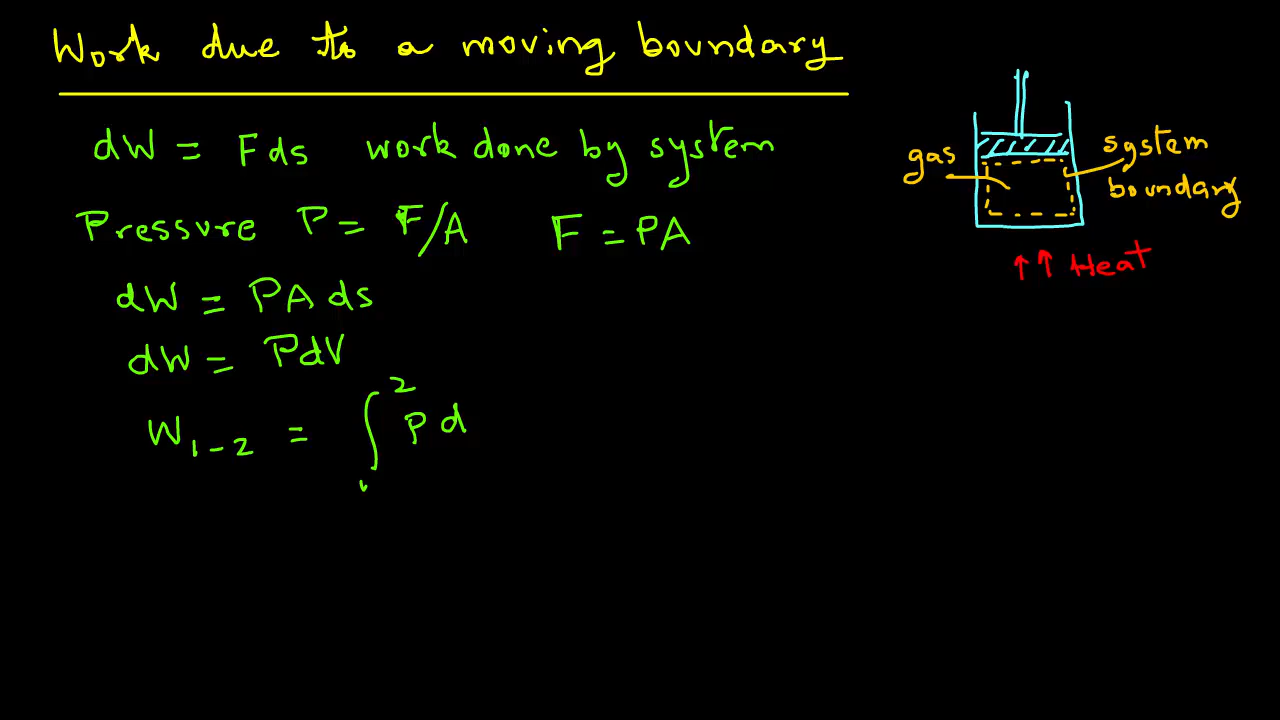 Work due to a moving boundary
dW = Fds work done by system
Pressure P = F/A F = PA
dW = PA ds
dW = PdV
W1-2 = ∫₁² P d
gas
system
boundary
↑↑ Heat